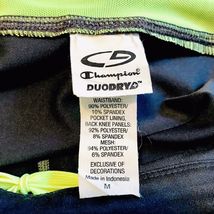 Champion
DUODRY
WAISTBAND:
90% POLYESTER/
10% SPANDEX
POCKET LINING,
BACK KNEE PANELS:
92% POLYESTER/
8% SPANDEX
MESH:
94% POLYESTER/
6% SPANDEX
EXCLUSIVE OF
DECORATIONS
Made in Indonesia
M